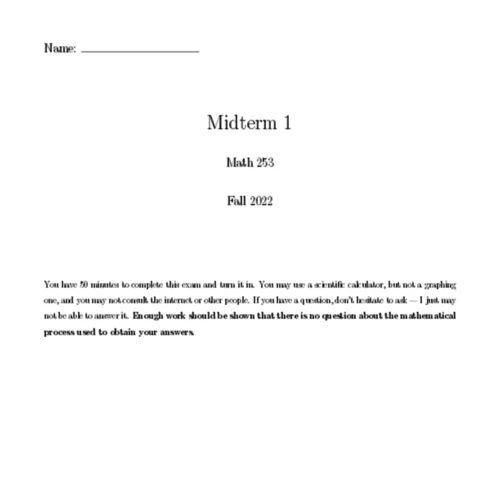 Name:
Midterm 1
Math 253
Fall 2022
You have 50 minutes to complete this exam and turn it in. You may use a scientific calculator, but not a graphing
one, and you may not consult the internet or other people. If you have a question, don't hesitate to ask — I just may
not be able to answer it. Enough work should be shown that there is no question about the mathematical
process used to obtain your answers.